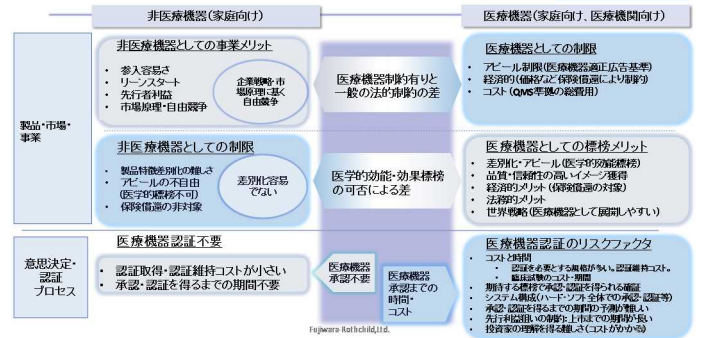 非医療機器(家庭向け)
医療機器(家庭向け、医療機関向け)
製品・市場・
事業
非医療機器としての事業メリット
• 参入容易さ
• リーンスタート
• 先行者利益
• 市場原理・自由競争
企業戦略・市
場原理に基く
自由競争
医療機器制約有りと
一般の法的制約の差
医療機器としての制限
• アピール制限(医療機器適正広告基準)
• 経済的(価格など保険償還により制約)
• コスト(QMS準拠の総費用)
非医療機器としての制限
• 製品特徴差別化の難しさ
• アピールの不自由
(医学的標榜不可)
• 保険償還の非対象
差別化容易
でない
医学的効能・効果標榜
の可否による差
医療機器としての標榜メリット
• 差別化・アピール(医学的効能標榜)
• 品質・信頼性の高いイメージ獲得
• 経済的メリット(保険償還の対象)
• 法務的メリット
• 世界戦略(医療機器として展開しやすい)
意思決定・
認証
プロセス
医療機器認証不要
• 認証取得・認証維持コストが小さい
• 承認・認証を得るまでの期間不要
医療機器
承認不要
医療機器
承認までの
時間・
コスト
医療機器認証のリスクファクタ
• コストと時間
• 認証を必要とする規格が多い。認証維持コスト。
• 臨床試験のコスト・期間
• 期待する標榜で承認・認証を得られる確証
• システム構成(ハード・ソフト全体での承認・認証等)
• 承認・認証を得るまでの期間の予測が難しい
• 先行利益狙いの制約:上市までの期間が長い
• 投資家の理解を得る難しさ(コストがかかる)
Fujiwara-Rothchild,Ltd.